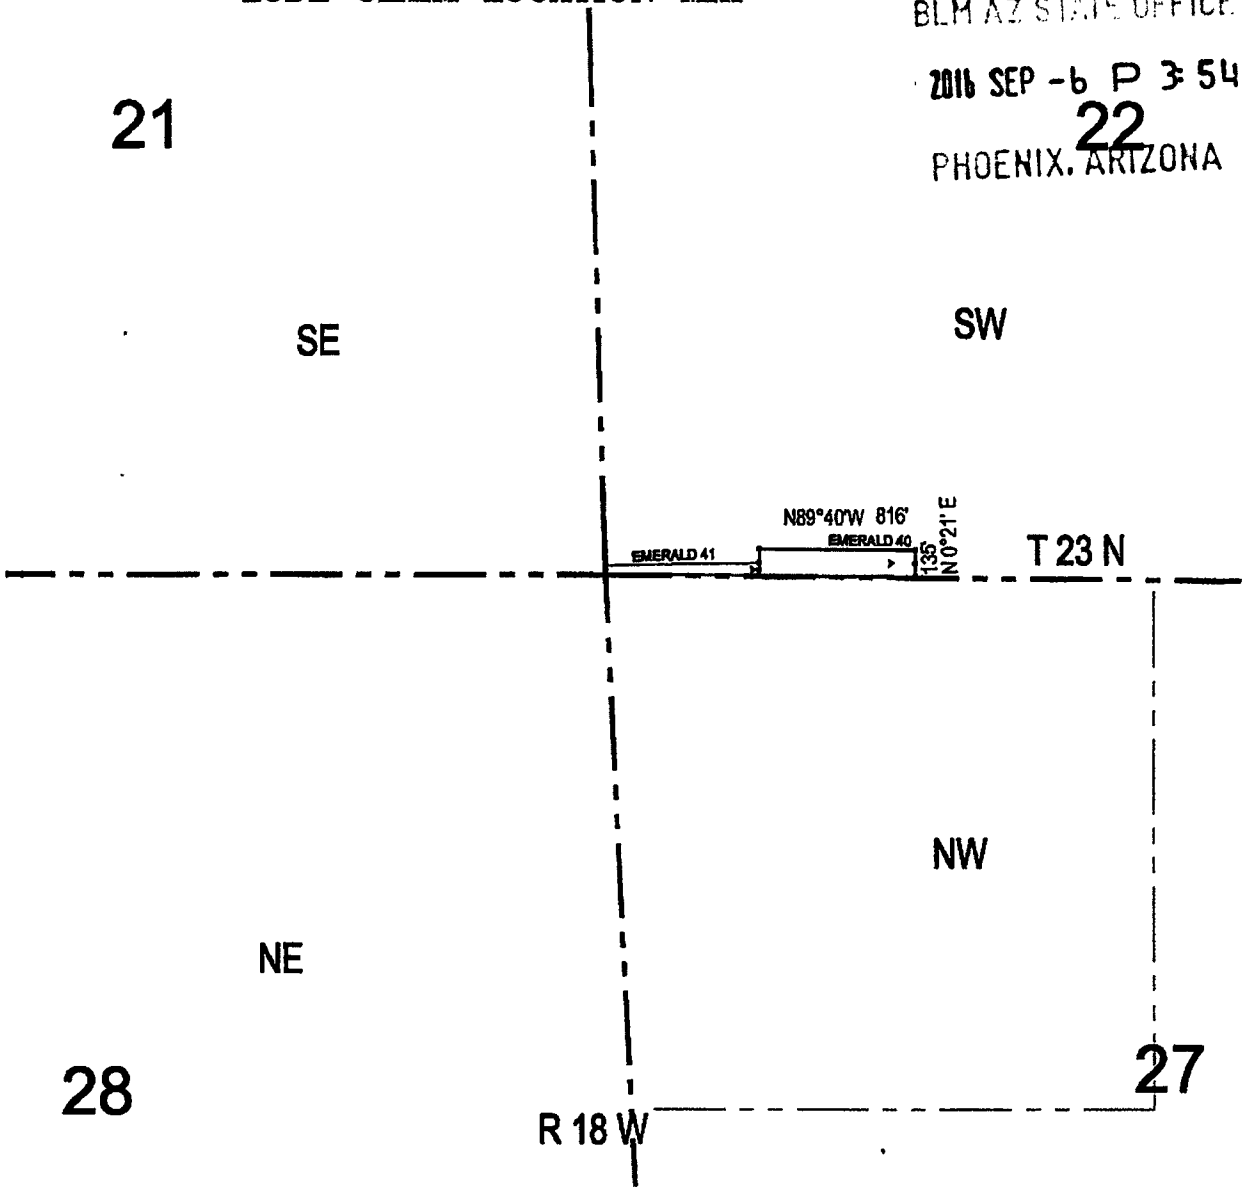 BLM AZ STATE OFFICE
2016 SEP -6 P 3:54
21
22
PHOENIX, ARIZONA
SE
SW
N89°40'W 816'
EMERALD 41
EMERALD 40
135'
N 0°21' E
T 23 N
NW
NE
28
27
R 18 W